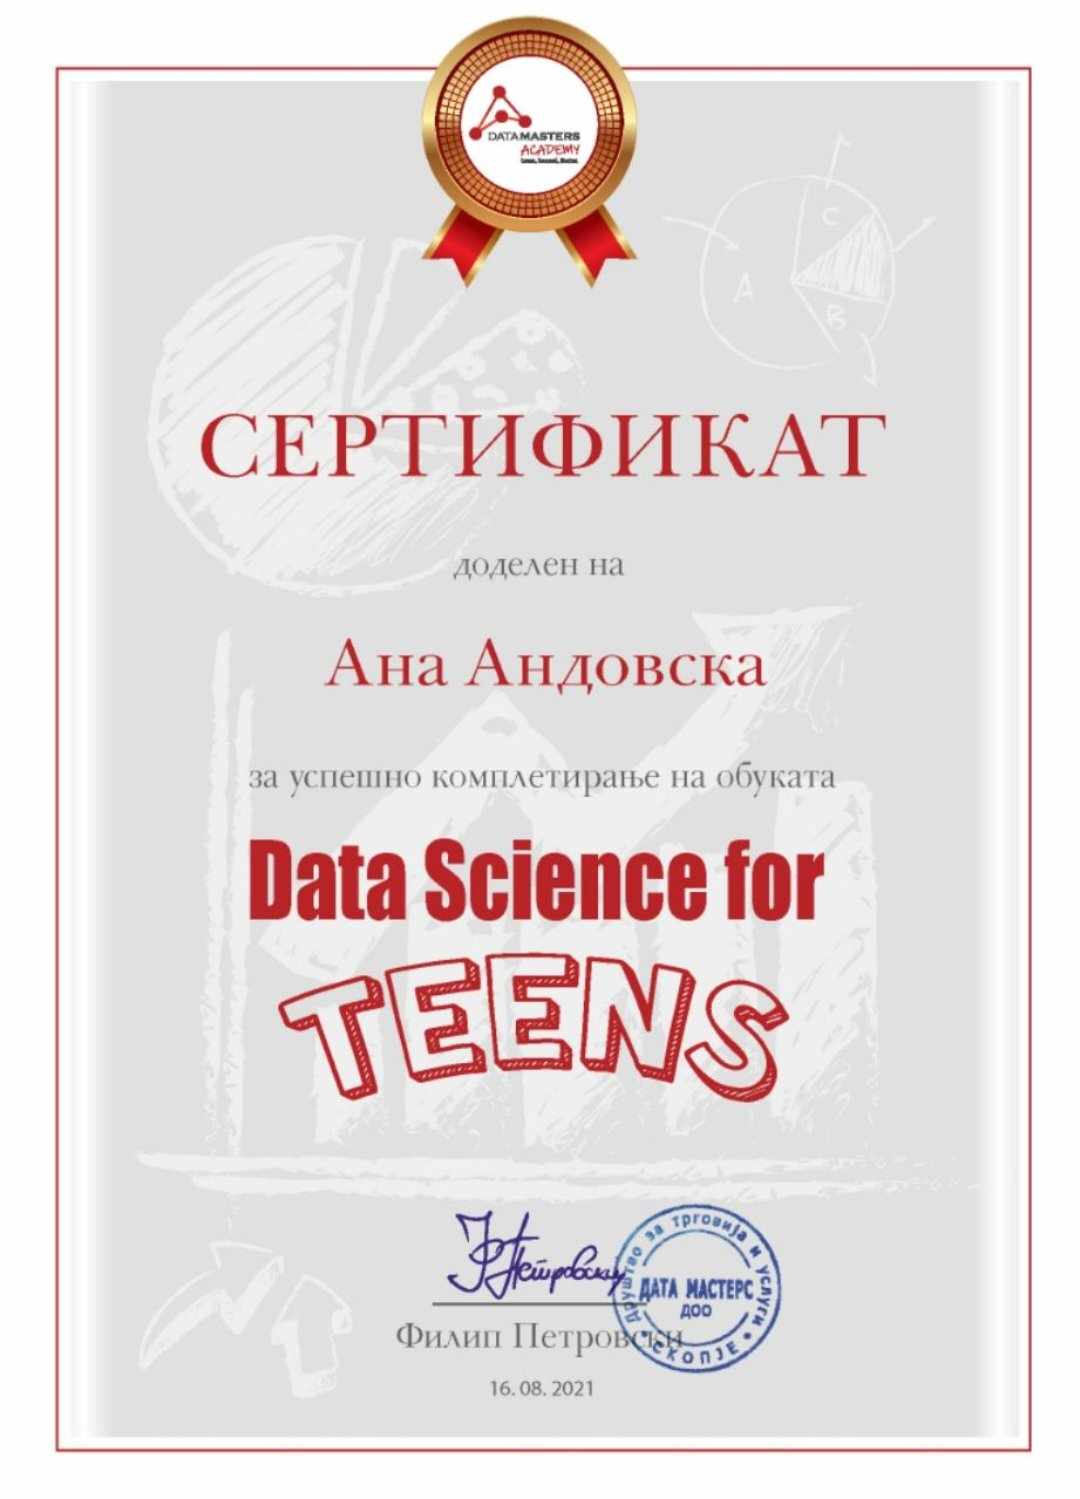 DATAMASTERS
ACADEMY
C
A
B
СЕРТИФИКАТ
доделен на
Ана Андовска
за успешно комплетирање на обуката
Data Science for
TEENS
Ф Петровски
Друштво за трговија и услуги
ДАТА МАСТЕРС
ДОО
• СКОПЈЕ •
Филип Петровски
16. 08. 2021